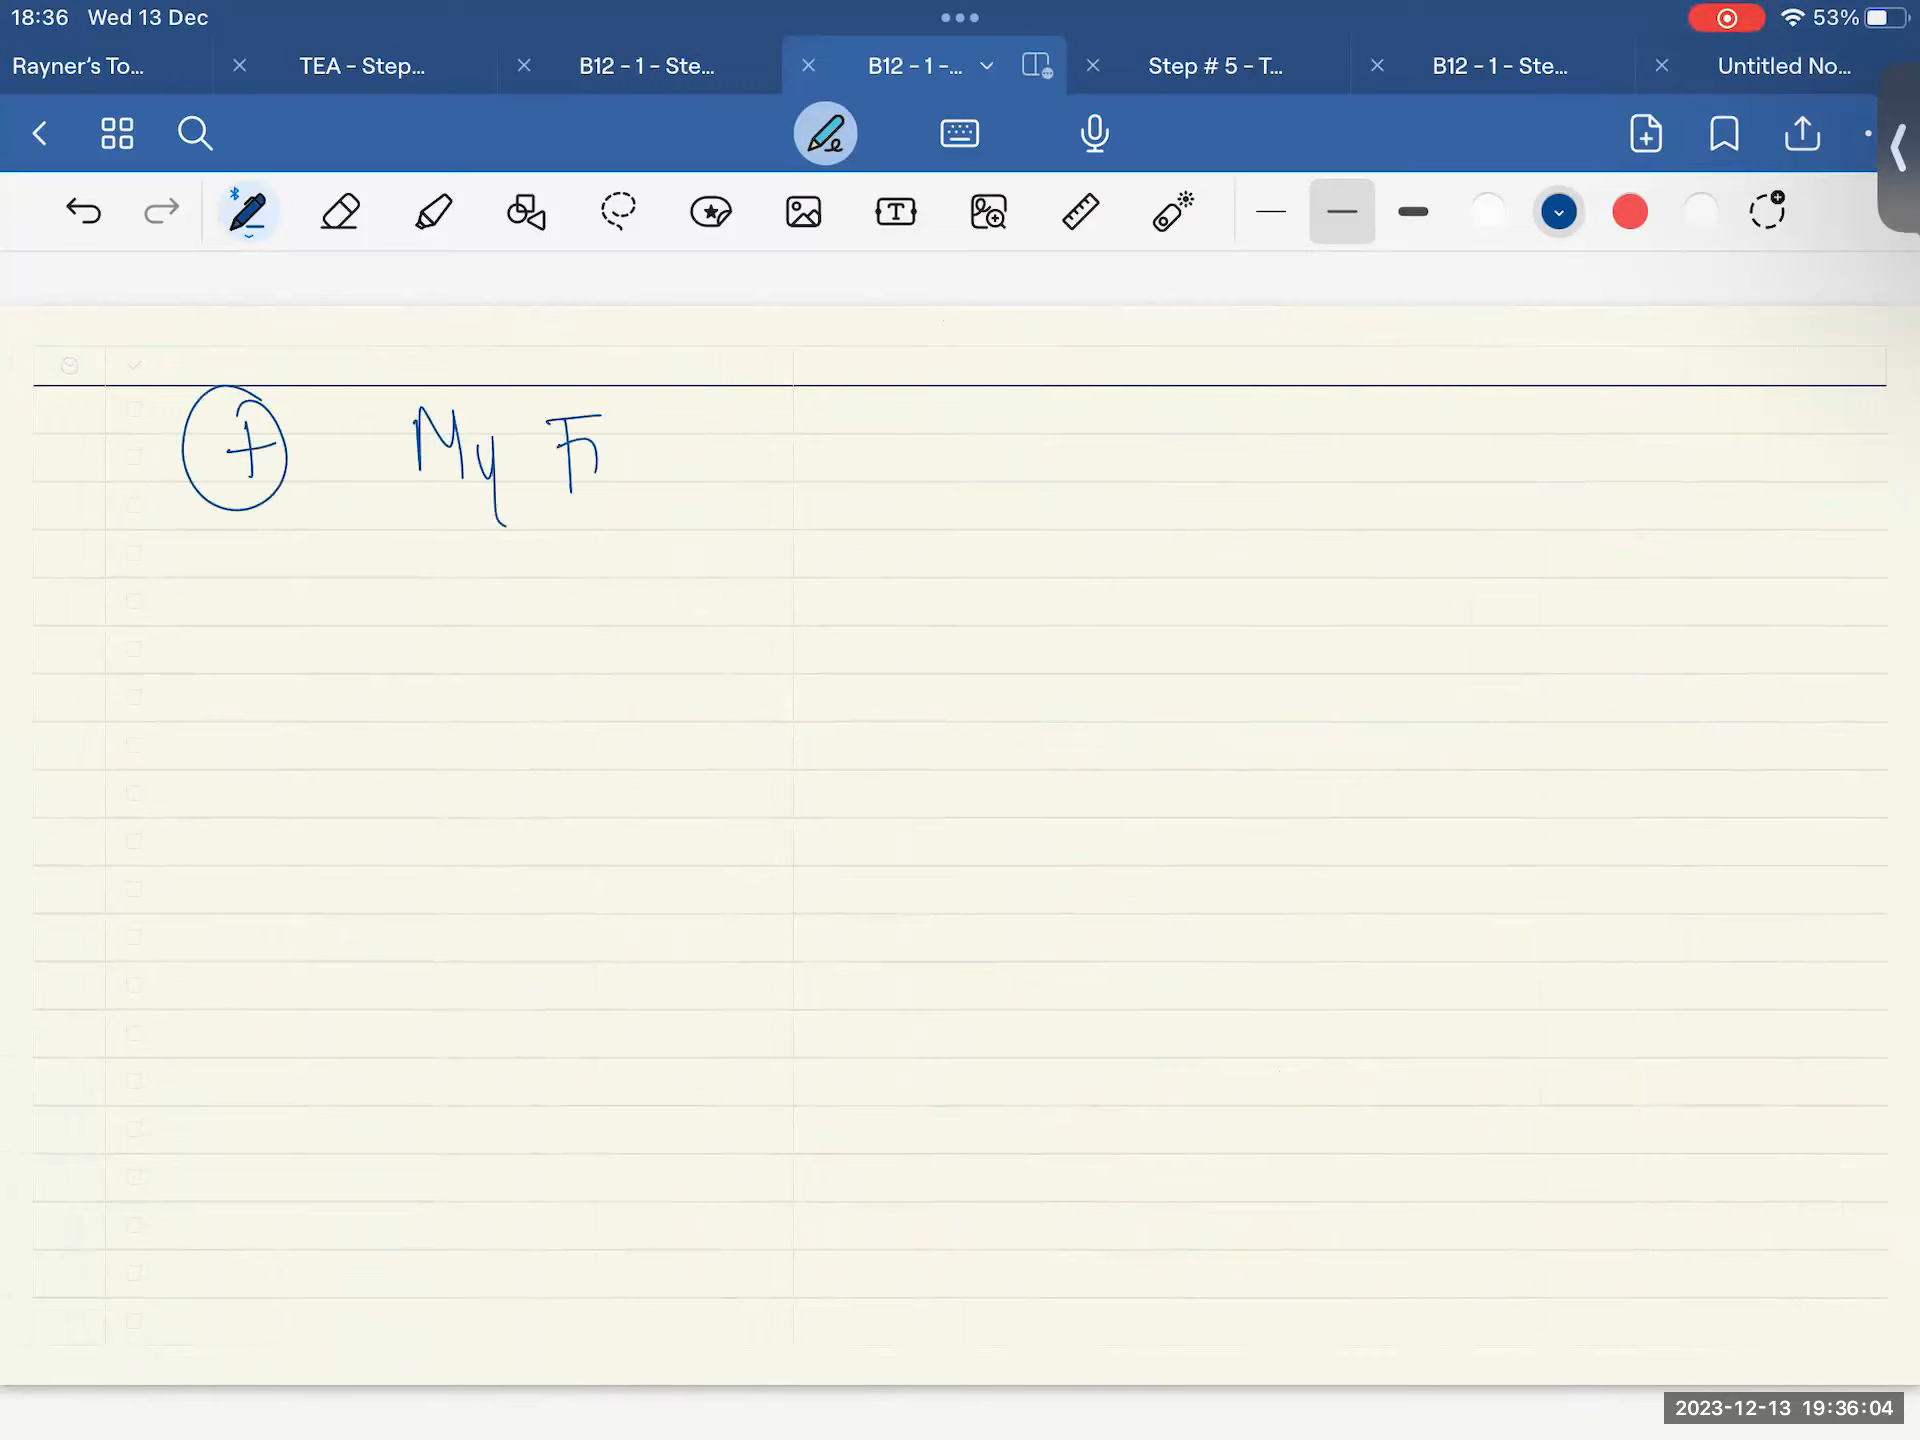 18:36 Wed 13 Dec 53%
Rayner's To... TEA - Step... B12 - 1 - Ste... B12 - 1 -... Step # 5 - T... B12 - 1 - Ste... Untitled No...
My F
2023-12-13 19:36:04